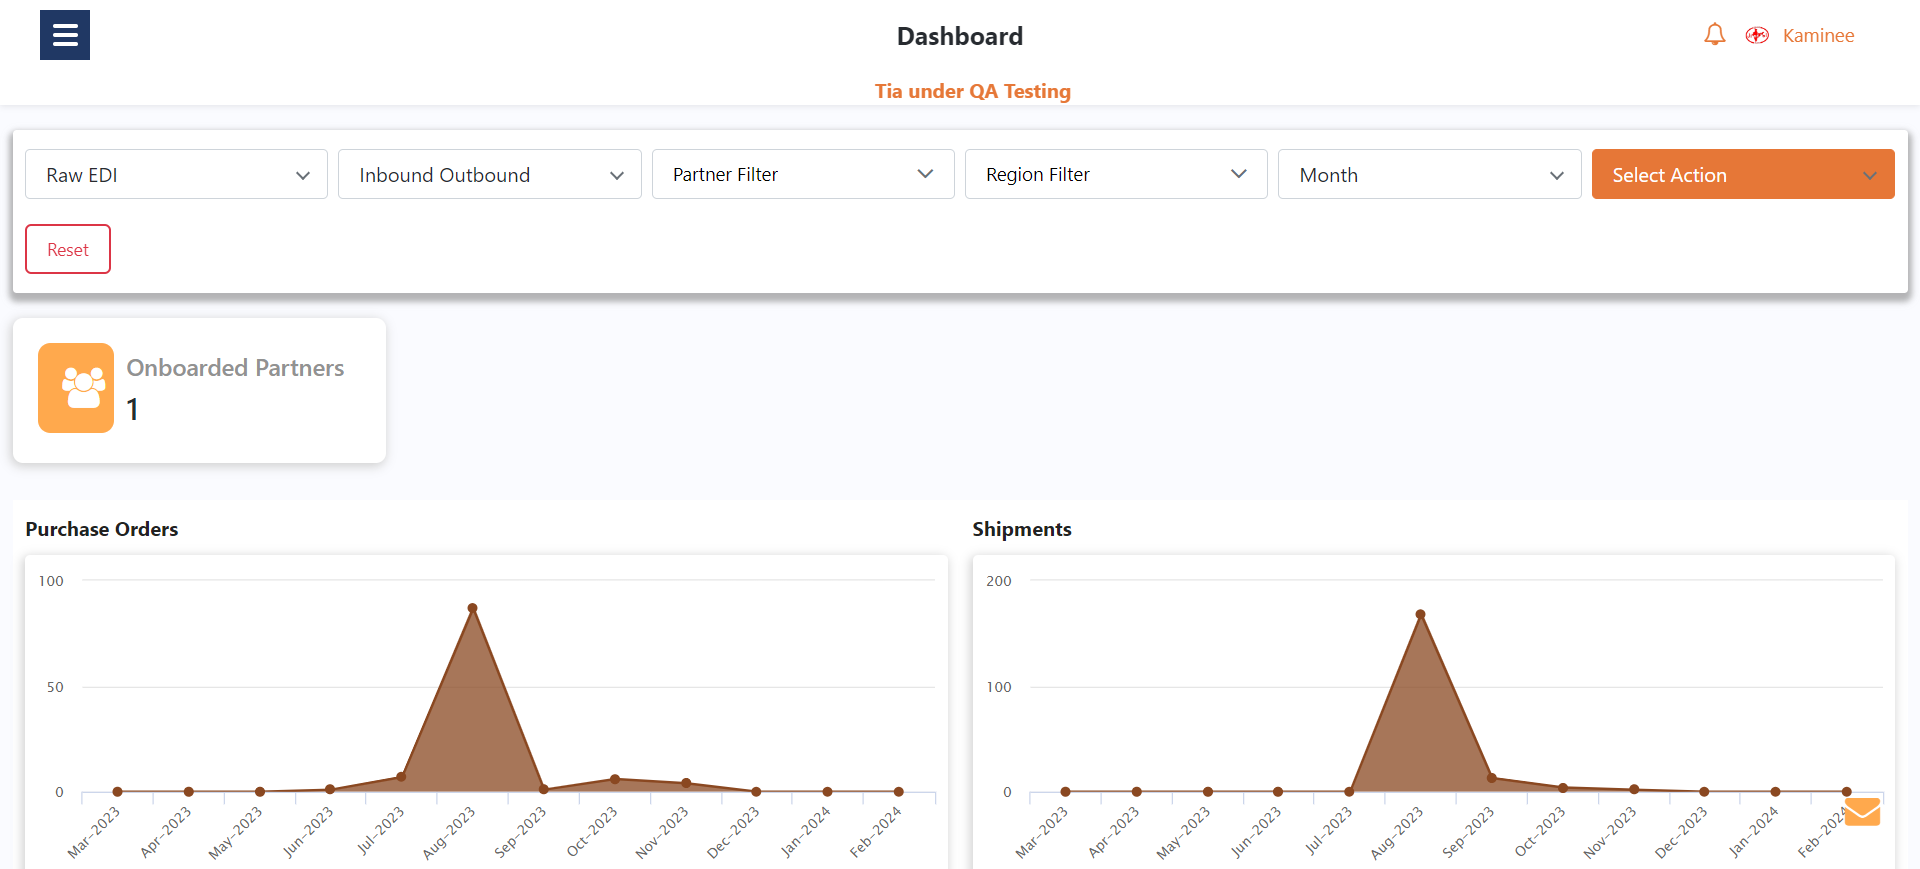 Dashboard
Kaminee
Tia under QA Testing
Raw EDI
Inbound Outbound
Partner Filter
Region Filter
Month
Select Action
Reset
Onboarded Partners
1
Purchase Orders
100
50
0
Mar-2023
Apr-2023
May-2023
Jun-2023
Jul-2023
Aug-2023
Sep-2023
Oct-2023
Nov-2023
Dec-2023
Jan-2024
Feb-2024
Shipments
200
100
0
Mar-2023
Apr-2023
May-2023
Jun-2023
Jul-2023
Aug-2023
Sep-2023
Oct-2023
Nov-2023
Dec-2023
Jan-2024
Feb-2024